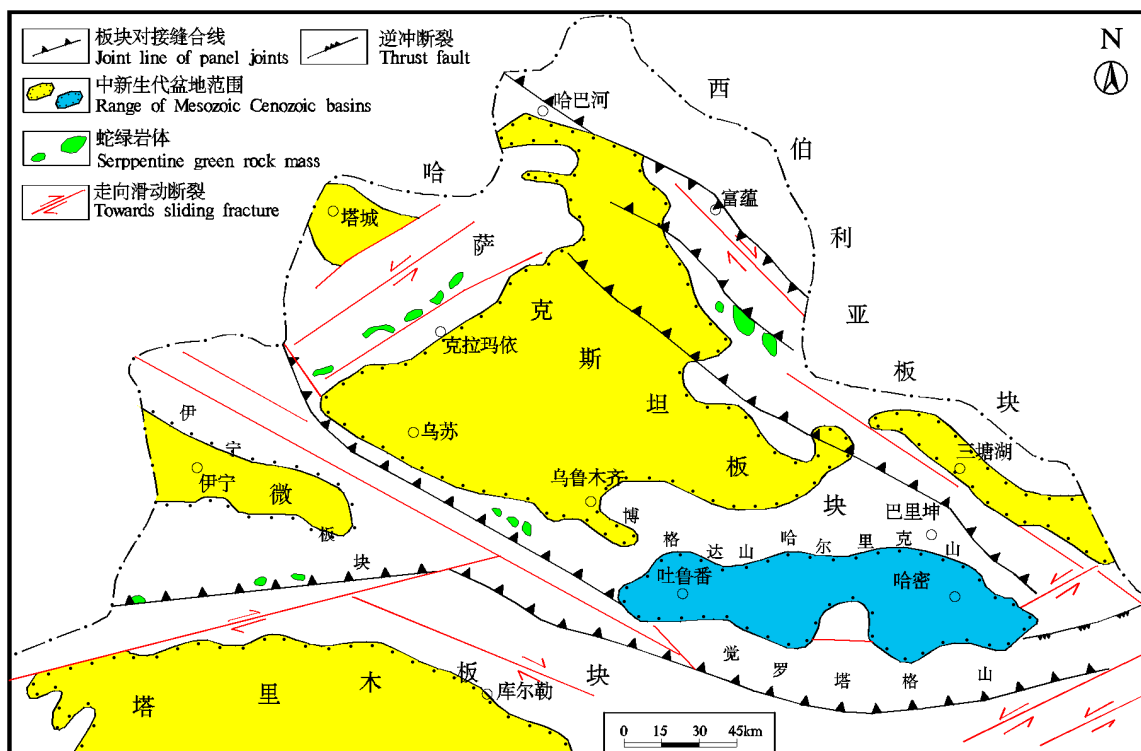 板块对接缝合线
Joint line of panel joints
逆冲断裂
Thrust fault
中新生代盆地范围
Range of Mesozoic Cenozoic basins
蛇绿岩体
Serppentine green rock mass
走向滑动断裂
Towards sliding fracture
N
西伯利亚板块
哈萨克斯坦板块
哈巴河
富蕴
塔城
克拉玛依
乌苏
乌鲁木齐
三塘湖
巴里坤
伊宁微板块
伊宁
博格达山
哈尔里克山
吐鲁番
哈密
觉罗塔格山
塔里木板块
库尔勒
0 15 30 45km